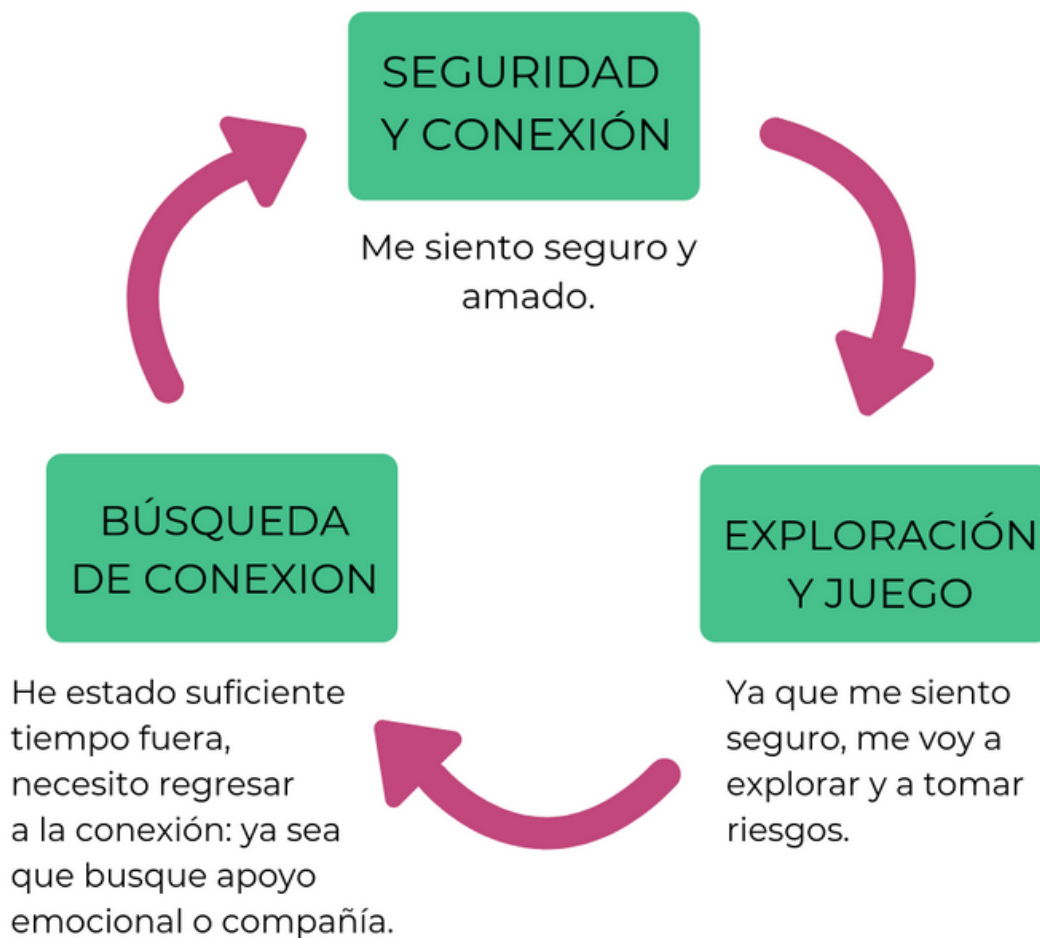 SEGURIDAD
Y CONEXIÓN
Me siento seguro y
amado.
EXPLORACIÓN
Y JUEGO
Ya que me siento
seguro, me voy a
explorar y a tomar
riesgos.
BÚSQUEDA
DE CONEXION
He estado suficiente
tiempo fuera,
necesito regresar
a la conexión: ya sea
que busque apoyo
emocional o compañía.